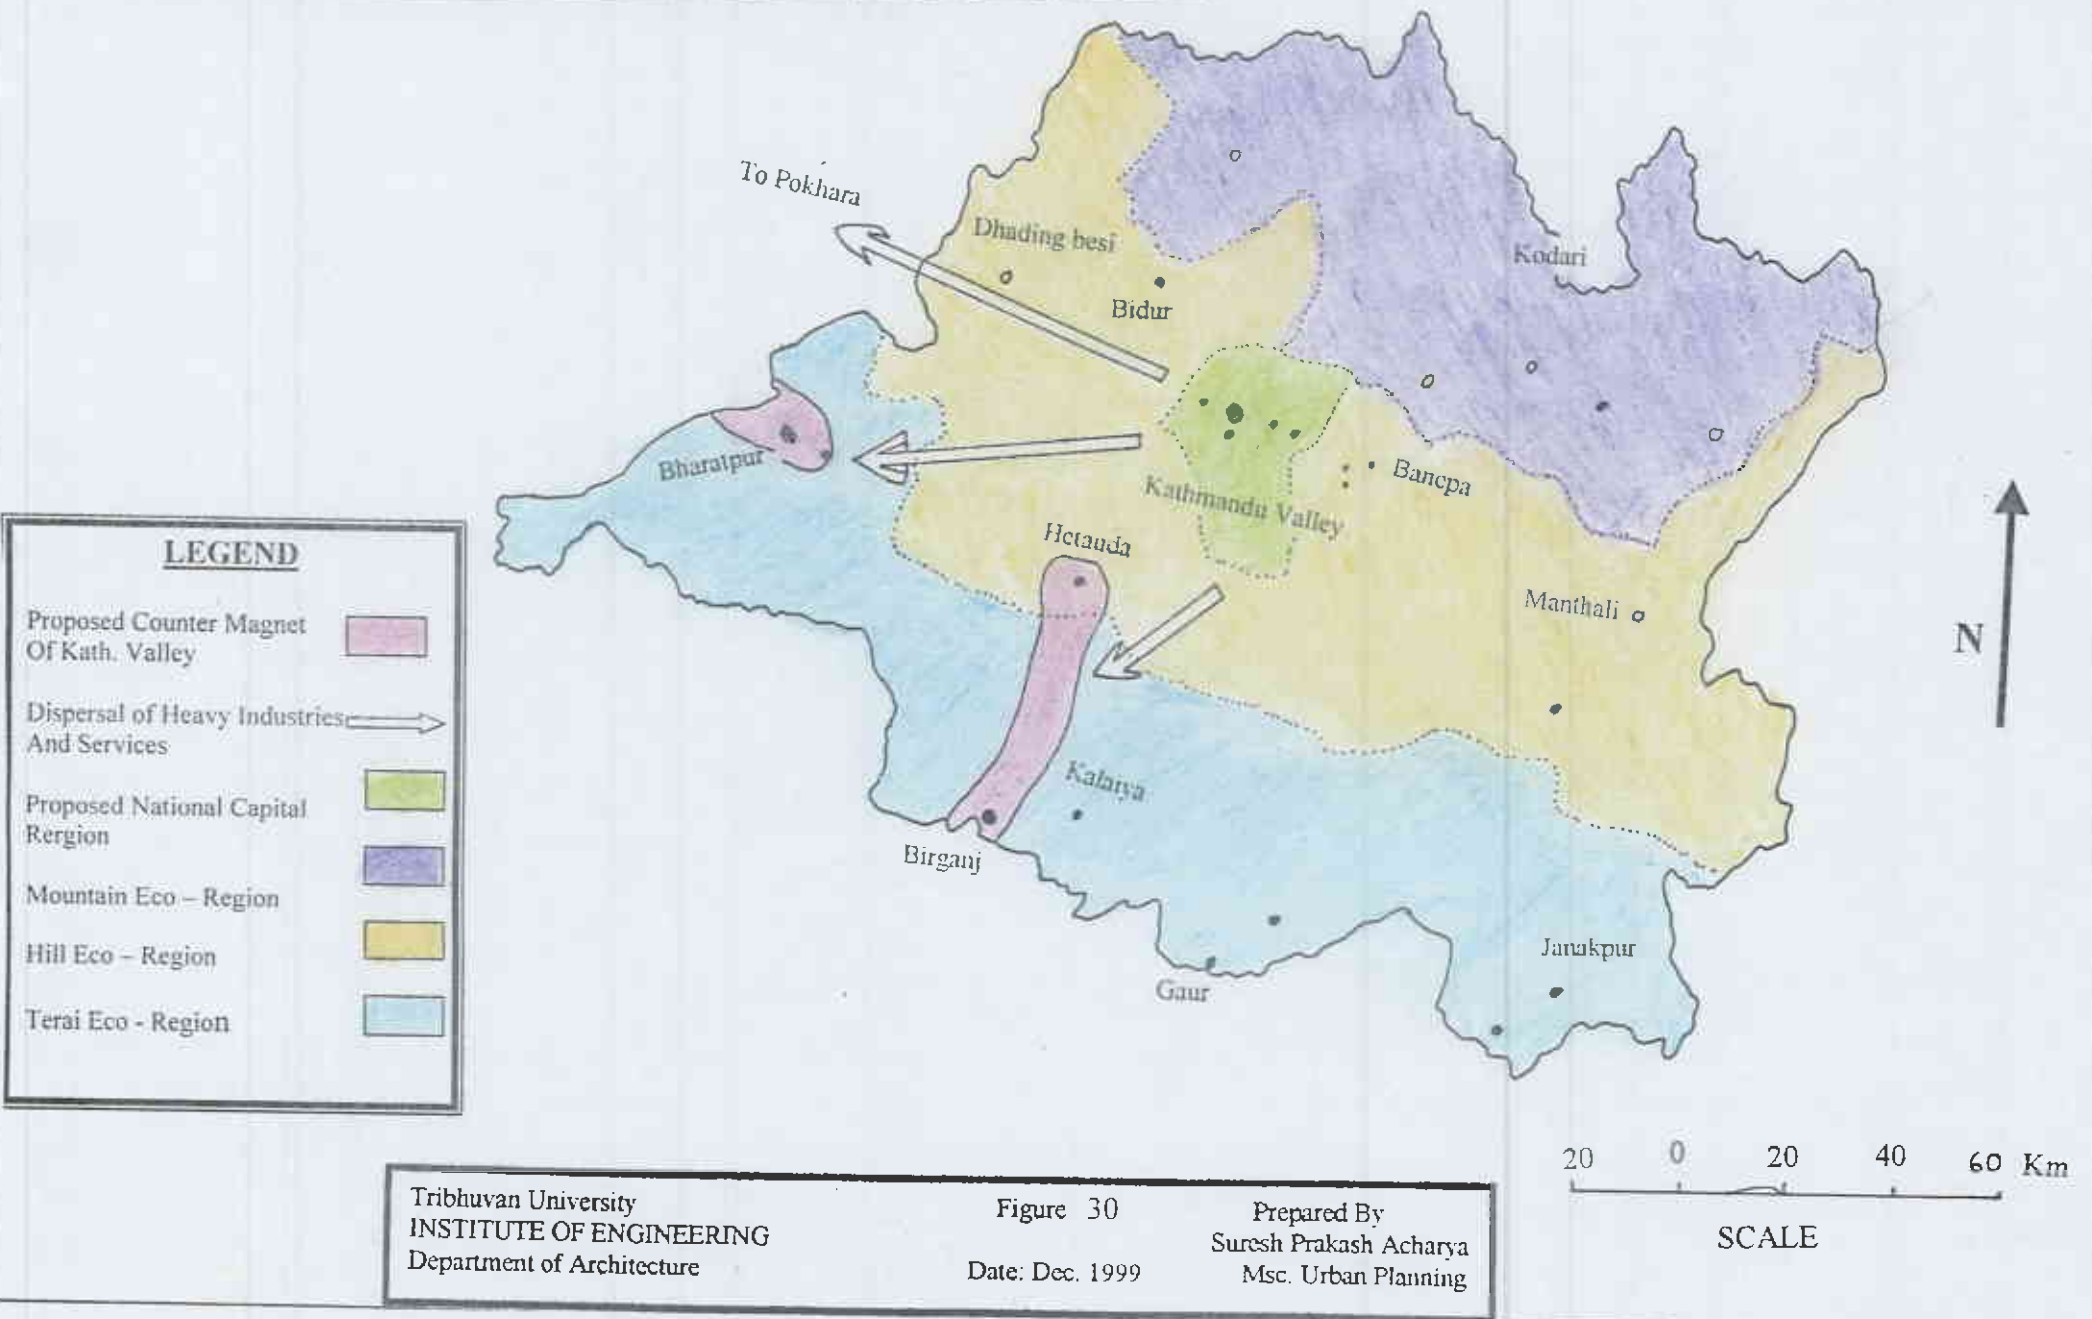 To Pokhara
Dhading besi
Bidur
Kodari
Bharatpur
Kathmandu Valley
Banepa
Hetauda
Manthali
Kalaiya
Birganj
Gaur
Janakpur
N
LEGEND
Proposed Counter Magnet
Of Kath. Valley
Dispersal of Heavy Industries
And Services
Proposed National Capital
Rergion
Mountain Eco – Region
Hill Eco – Region
Terai Eco - Region
20 0 20 40 60 Km
SCALE
Tribhuvan University
INSTITUTE OF ENGINEERING
Department of Architecture
Figure 30
Date: Dec. 1999
Prepared By
Suresh Prakash Acharya
Msc. Urban Planning